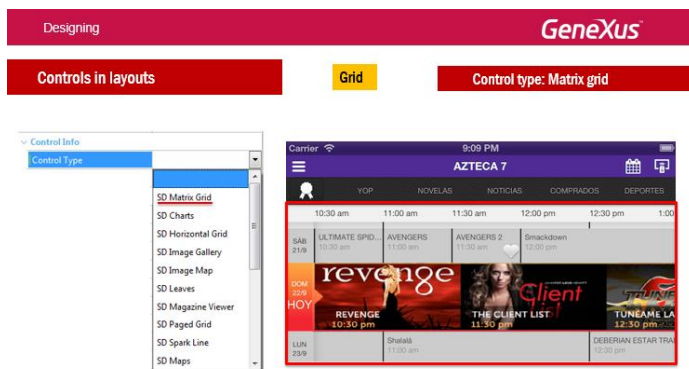 Designing
GeneXus
Controls in layouts
Grid
Control type: Matrix grid
Control Info
Control Type
SD Matrix Grid
SD Charts
SD Horizontal Grid
SD Image Gallery
SD Image Map
SD Leaves
SD Magazine Viewer
SD Paged Grid
SD Spark Line
SD Maps
Carrier 9:09 PM
AZTECA 7
YOP NOVELAS NOTICIAS COMPRADOS DEPORTES
10:30 am 11:00 am 11:30 am 12:00 pm 12:30 pm 1:00
SÁB 21/9
ULTIMATE SPID... AVENGERS AVENGERS 2 Smackdown
10:30 am 11:00 am 11:30 am 12:00 pm
DOM 22/9 HOY
revenge Client
REVENGE THE CLIENT LIST TUNEAME LA
10:30 pm 11:30 pm 12:30 pm
LUN 23/9
Shalalá DEBERIAN ESTAR TRA
11:00 am 12:30 pm